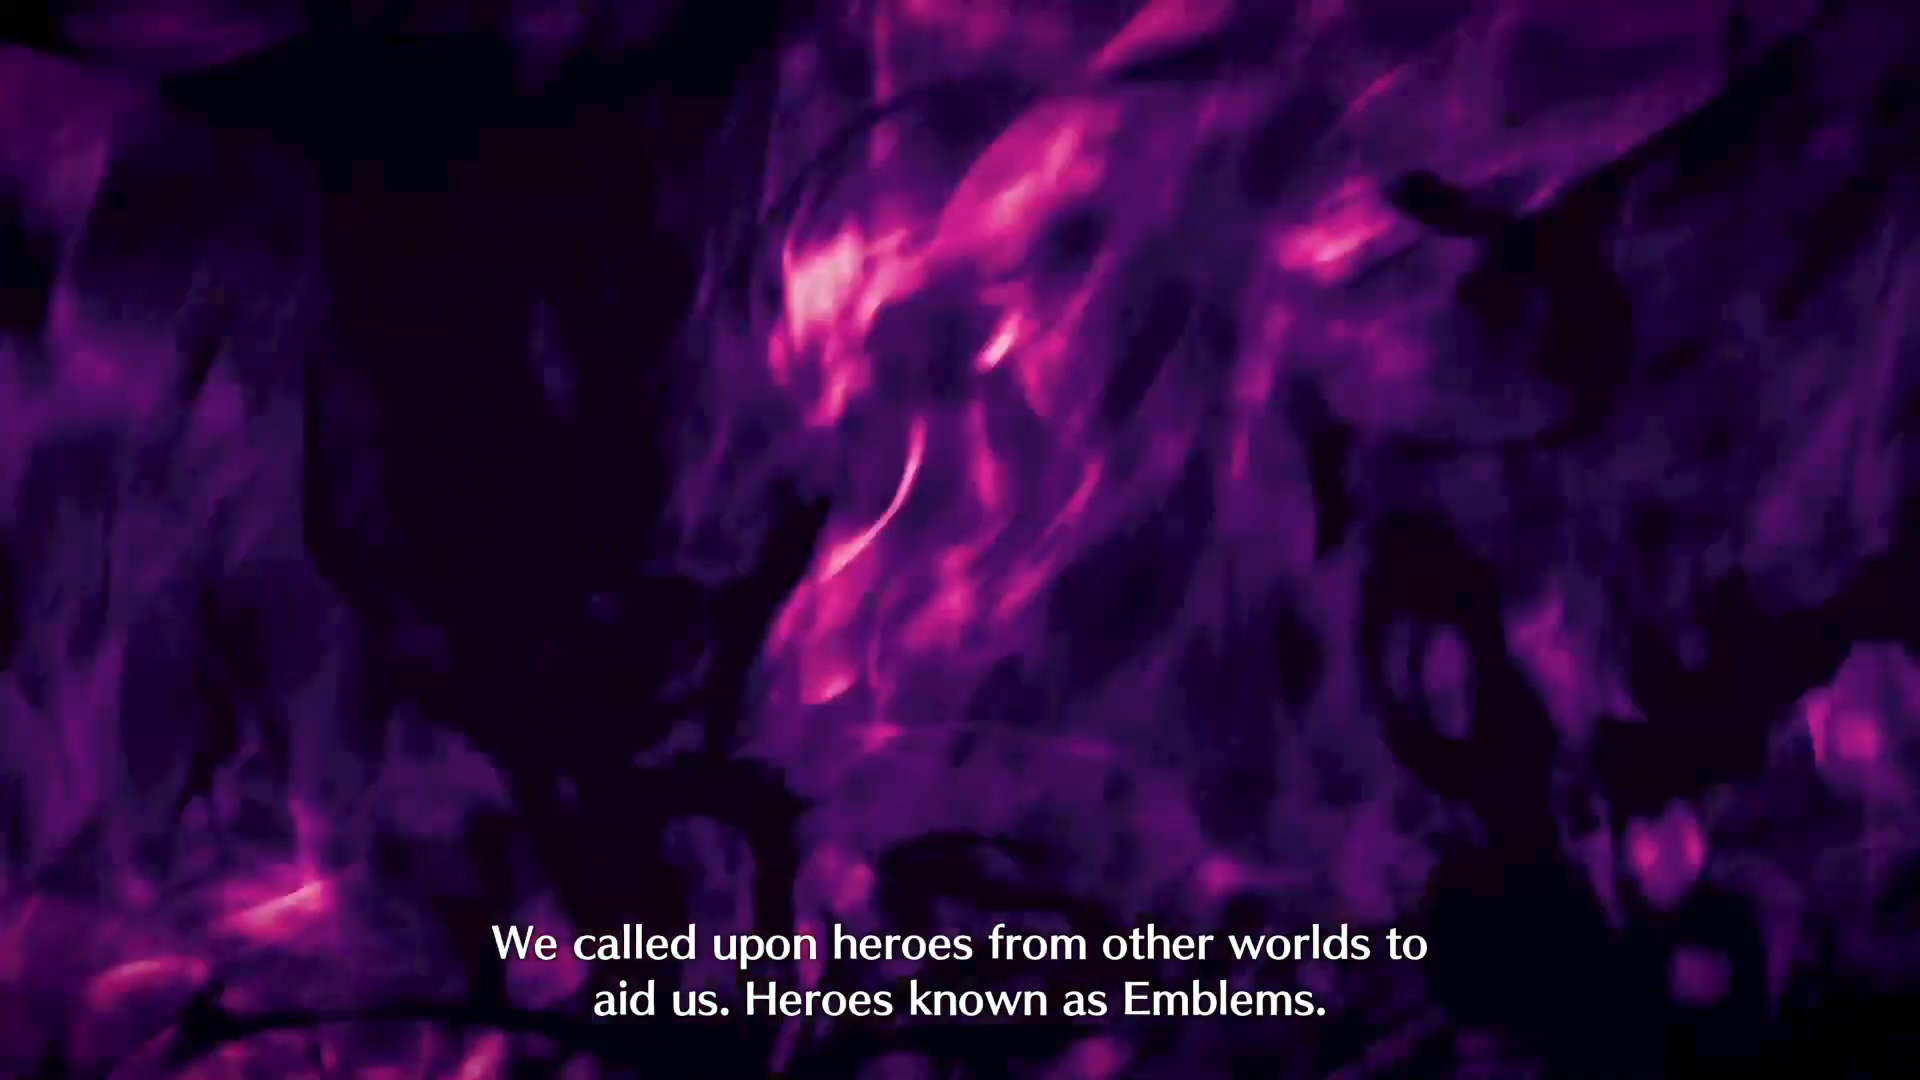 We called upon heroes from other worlds to
aid us. Heroes known as Emblems.